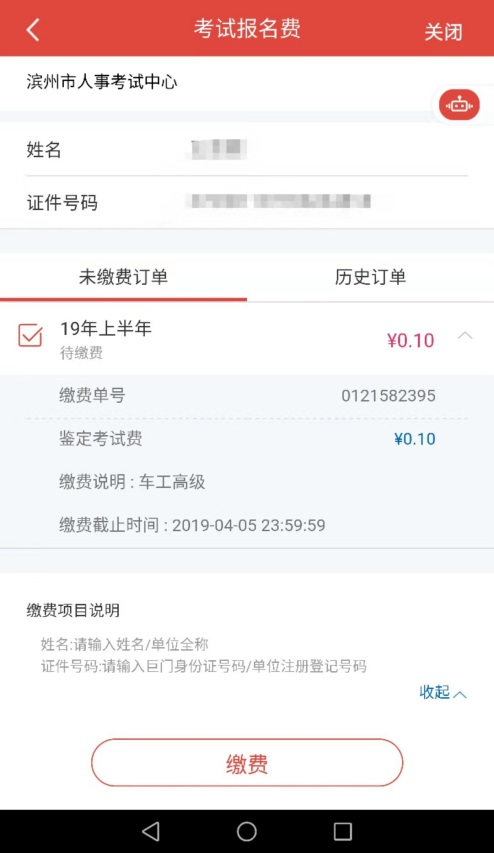 考试报名费
关闭
滨州市人事考试中心
姓名
证件号码
未缴费订单
历史订单
19年上半年
¥0.10
待缴费
缴费单号
0121582395
鉴定考试费
¥0.10
缴费说明 : 车工高级
缴费截止时间 : 2019-04-05 23:59:59
缴费项目说明
姓名:请输入姓名/单位全称
证件号码:请输入巨门身份证号码/单位注册登记号码
收起
缴费